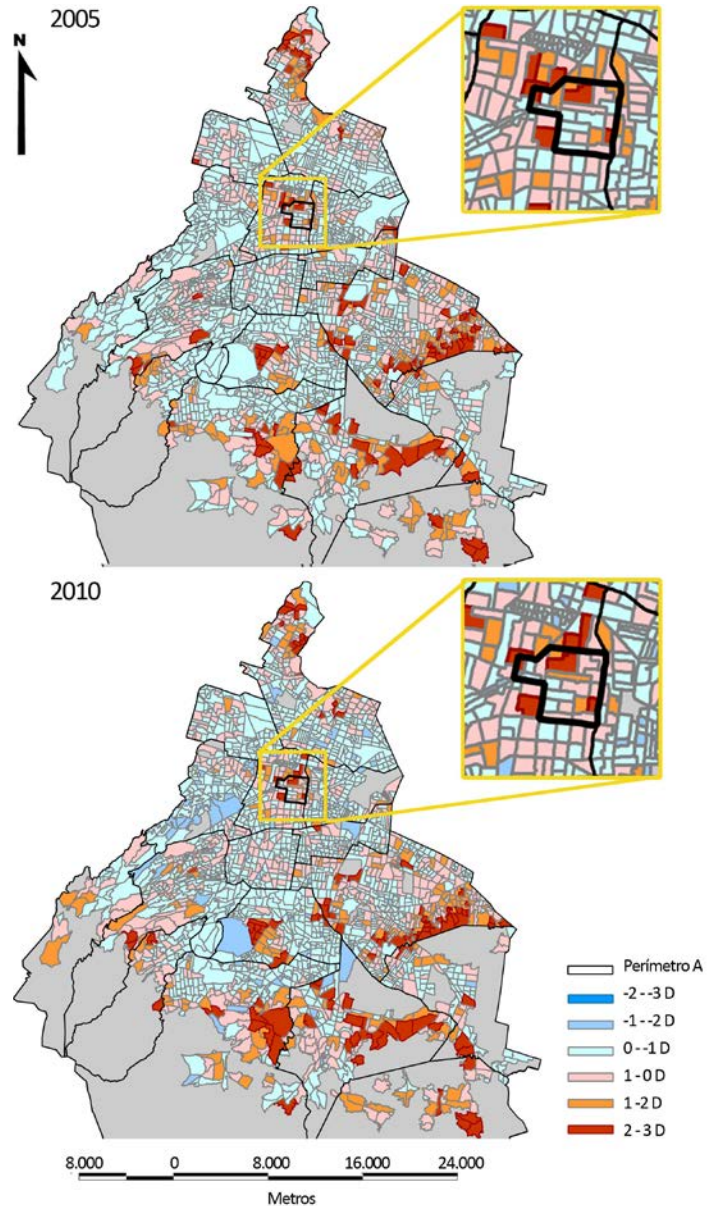 2005
N
2010
Perímetro A
-2 --3 D
-1 --2 D
0 --1 D
1 - 0 D
1 - 2 D
2 - 3 D
8.000 0 8.000 16.000 24.000
Metros